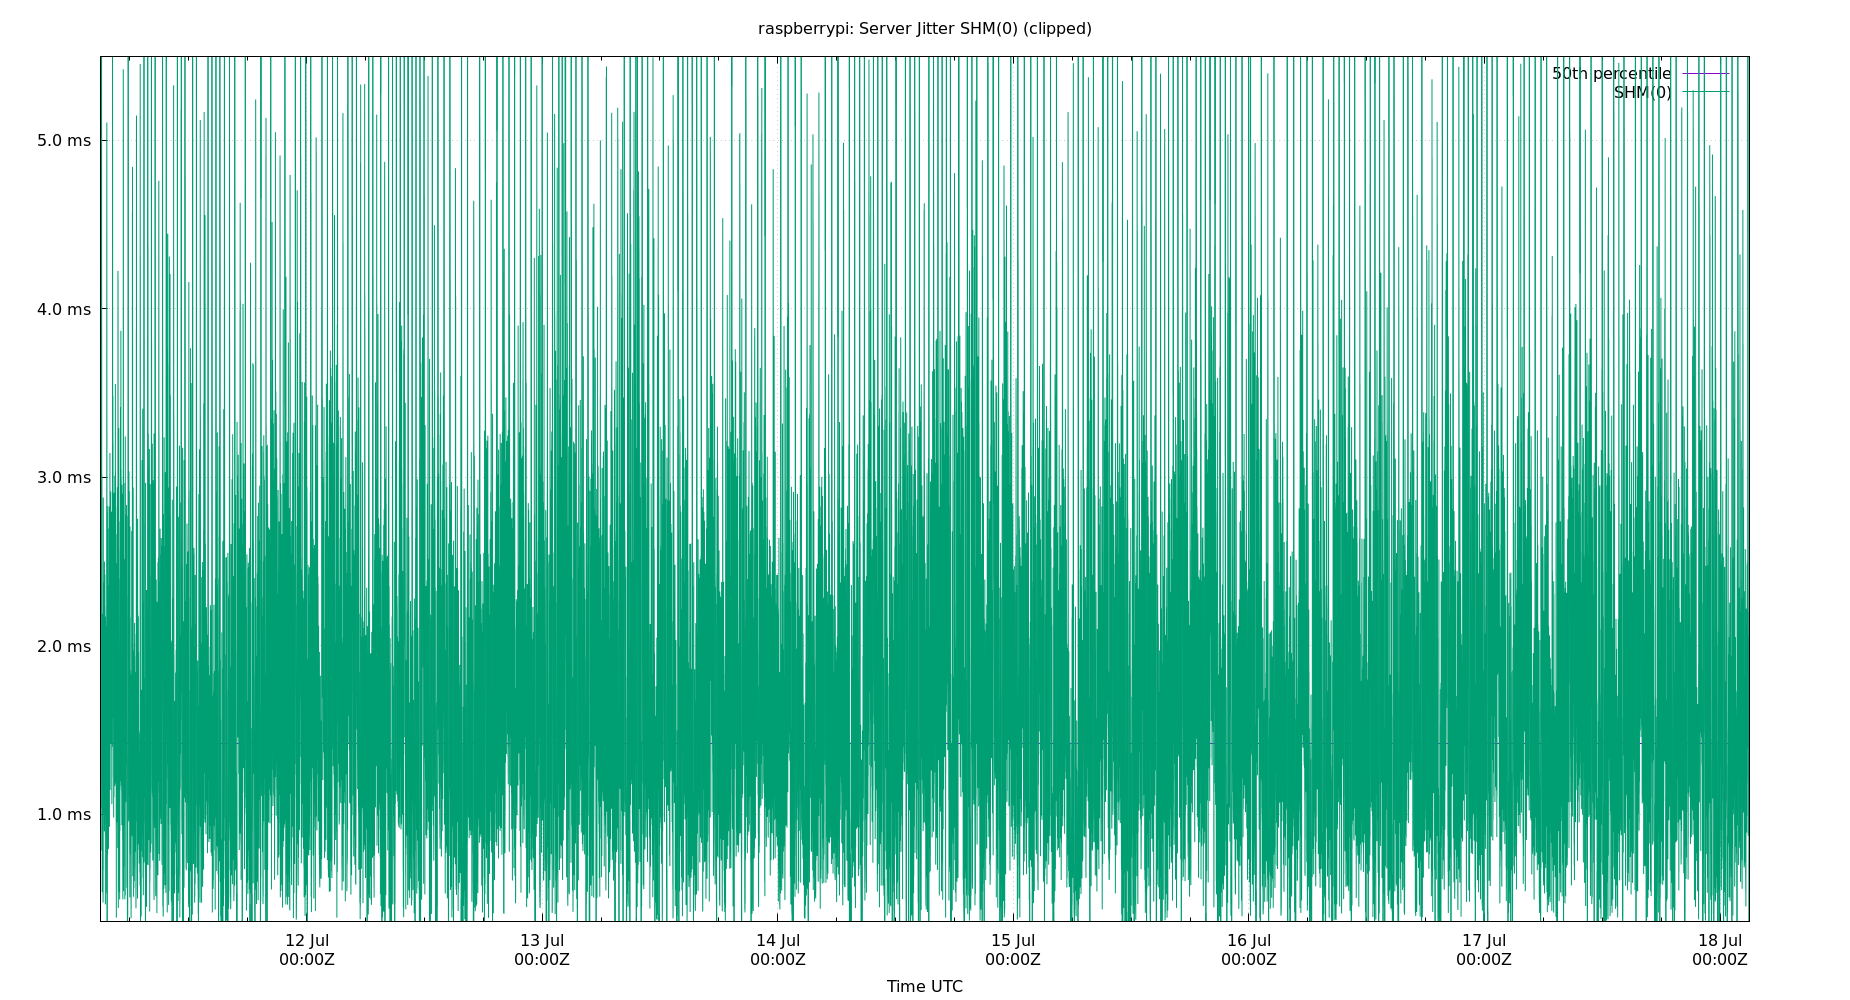 raspberrypi: Server Jitter SHM(0) (clipped)
50th percentile
SHM(0)
5.0 ms
4.0 ms
3.0 ms
2.0 ms
1.0 ms
12 Jul 13 Jul 14 Jul 15 Jul 16 Jul 17 Jul 18 Jul
00:00Z 00:00Z 00:00Z 00:00Z 00:00Z 00:00Z 00:00Z
Time UTC